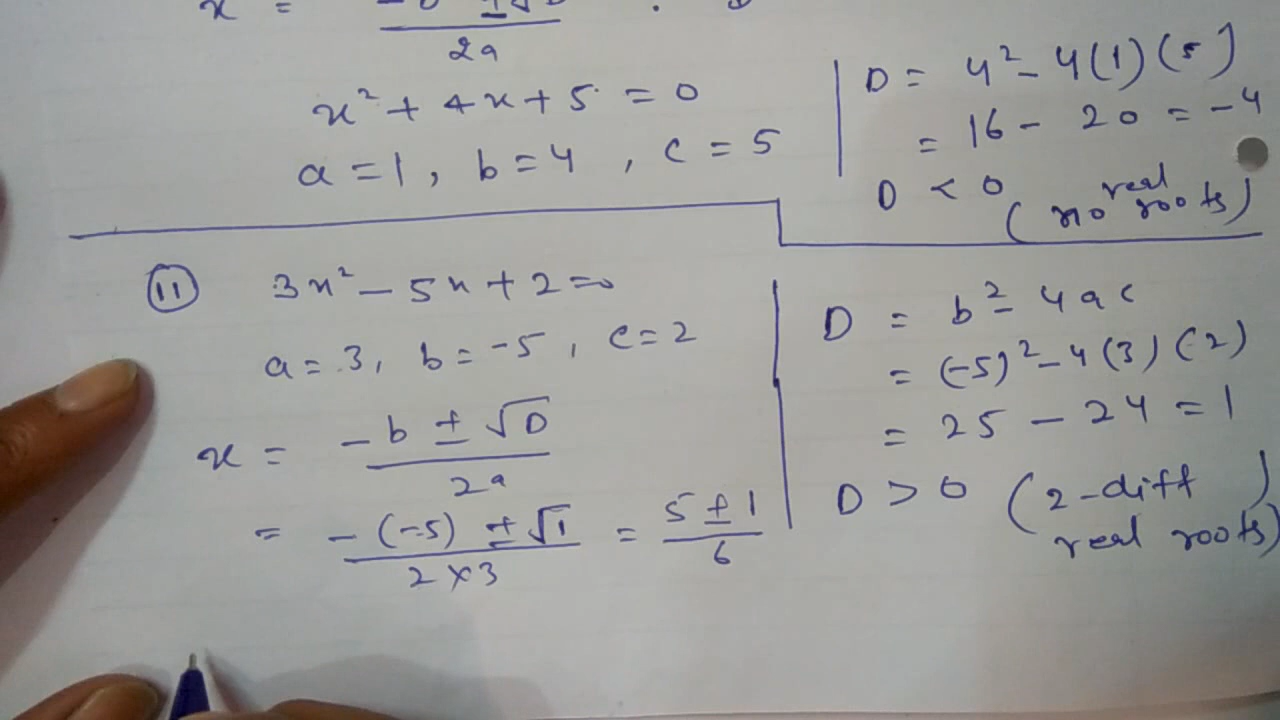 x = -b ± √D
2a
x² + 4x + 5 = 0
a = 1, b = 4, c = 5
D = 4² - 4(1)(5)
= 16 - 20 = -4
D < 0
(no real roots)
(11) 3x² - 5x + 2 = 0
a = 3, b = -5, c = 2
x = -b ± √D
2a
= -(-5) ± √1 = 5 ± 1
2×3 6
D = b² - 4ac
= (-5)² - 4(3)(2)
= 25 - 24 = 1
D > 0 (2-diff
real roots)